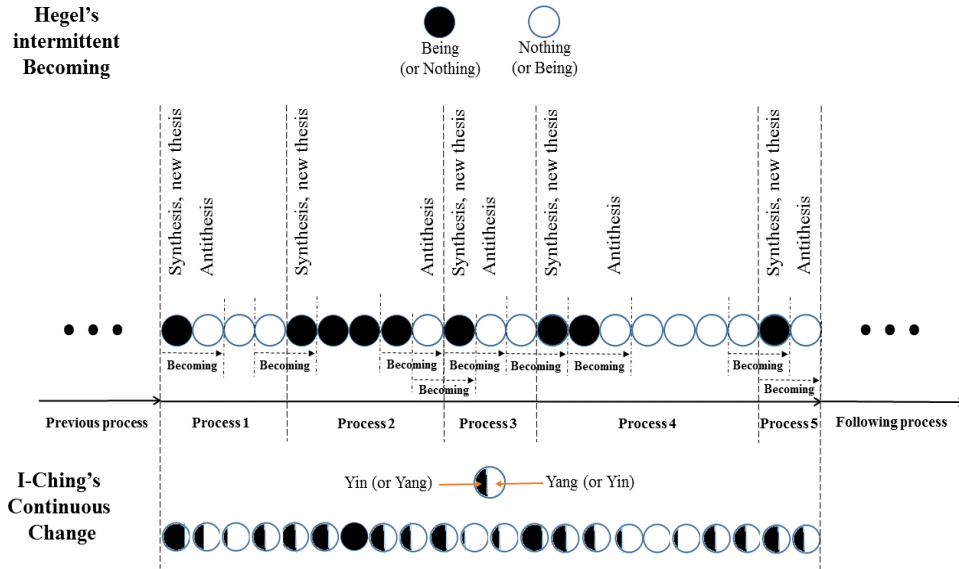 Hegel's
intermittent
Becoming
Being
(or Nothing)
Nothing
(or Being)
Synthesis, new thesis
Antithesis
Synthesis, new thesis
Antithesis
Synthesis, new thesis
Antithesis
Synthesis, new thesis
Antithesis
Synthesis, new thesis
Antithesis
Becoming
Becoming
Becoming
Becoming
Becoming
Becoming
Becoming
Becoming
Becoming
Previous process
Process 1
Process 2
Process 3
Process 4
Process 5
Following process
I-Ching's
Continuous
Change
Yin (or Yang)
Yang (or Yin)